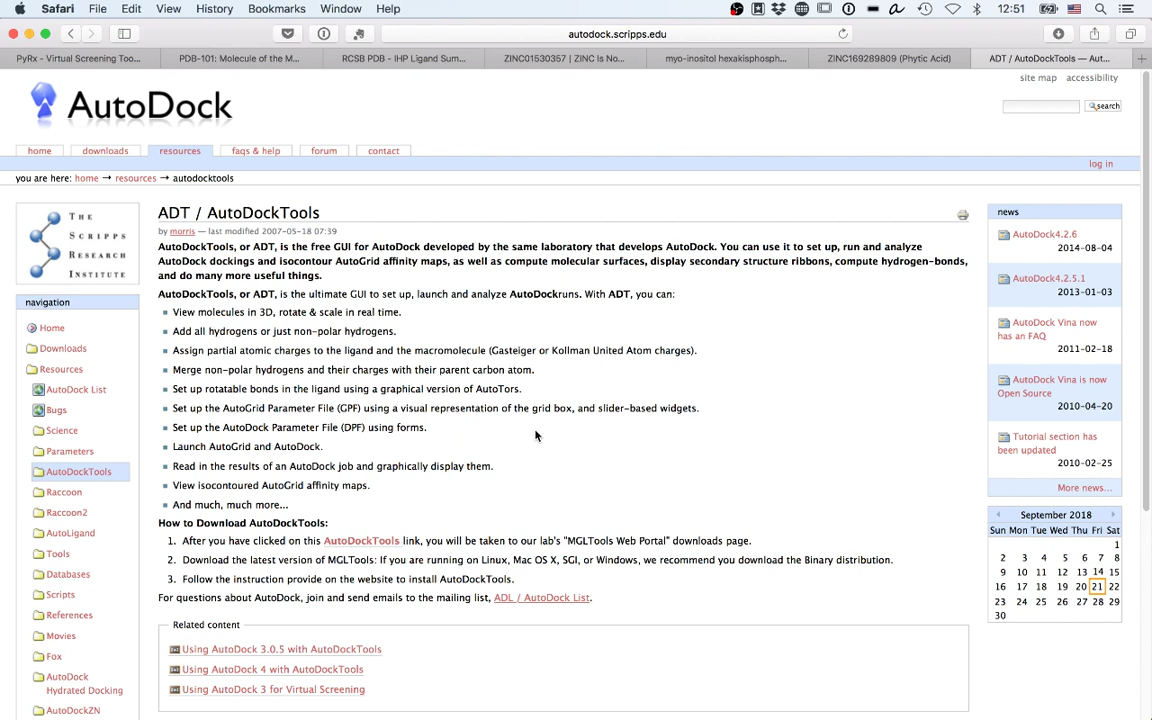 Safari File Edit View History Bookmarks Window Help 12:51
autodock.scripps.edu
PyRx - Virtual Screening Too... PDB-101: Molecule of the M... RCSB PDB - IHP Ligand Sum... ZINC01530357 | ZINC Is No... myo-inositol hexakisphosph... ZINC169289809 (Phytic Acid) ADT / AutoDockTools — Aut...
site map accessibility
AutoDock
search
home downloads resources faqs & help forum contact
log in
you are here: home → resources → autodocktools
THE
SCRIPPS
RESEARCH
INSTITUTE
navigation
Home
Downloads
Resources
AutoDock List
Bugs
Science
Parameters
AutoDockTools
Raccoon
Raccoon2
AutoLigand
Tools
Databases
Scripts
References
Movies
Fox
AutoDock
Hydrated Docking
AutoDockZN
ADT / AutoDockTools
by morris — last modified 2007-05-18 07:39
AutoDockTools, or ADT, is the free GUI for AutoDock developed by the same laboratory that develops AutoDock. You can use it to set up, run and analyze
AutoDock dockings and isocontour AutoGrid affinity maps, as well as compute molecular surfaces, display secondary structure ribbons, compute hydrogen-bonds,
and do many more useful things.
AutoDockTools, or ADT, is the ultimate GUI to set up, launch and analyze AutoDockruns. With ADT, you can:
View molecules in 3D, rotate & scale in real time.
Add all hydrogens or just non-polar hydrogens.
Assign partial atomic charges to the ligand and the macromolecule (Gasteiger or Kollman United Atom charges).
Merge non-polar hydrogens and their charges with their parent carbon atom.
Set up rotatable bonds in the ligand using a graphical version of AutoTors.
Set up the AutoGrid Parameter File (GPF) using a visual representation of the grid box, and slider-based widgets.
Set up the AutoDock Parameter File (DPF) using forms.
Launch AutoGrid and AutoDock.
Read in the results of an AutoDock job and graphically display them.
View isocontoured AutoGrid affinity maps.
And much, much more...
How to Download AutoDockTools:
1. After you have clicked on this AutoDockTools link, you will be taken to our lab's "MGLTools Web Portal" downloads page.
2. Download the latest version of MGLTools: If you are running on Linux, Mac OS X, SGI, or Windows, we recommend you download the Binary distribution.
3. Follow the instruction provide on the website to install AutoDockTools.
For questions about AutoDock, join and send emails to the mailing list, ADL / AutoDock List.
Related content
Using AutoDock 3.0.5 with AutoDockTools
Using AutoDock 4 with AutoDockTools
Using AutoDock 3 for Virtual Screening
news
AutoDock4.2.6
2014-08-04
AutoDock4.2.5.1
2013-01-03
AutoDock Vina now
has an FAQ
2011-02-18
AutoDock Vina is now
Open Source
2010-04-20
Tutorial section has
been updated
2010-02-25
More news...
September 2018
Sun Mon Tue Wed Thu Fri Sat
1
2 3 4 5 6 7 8
9 10 11 12 13 14 15
16 17 18 19 20 21 22
23 24 25 26 27 28 29
30